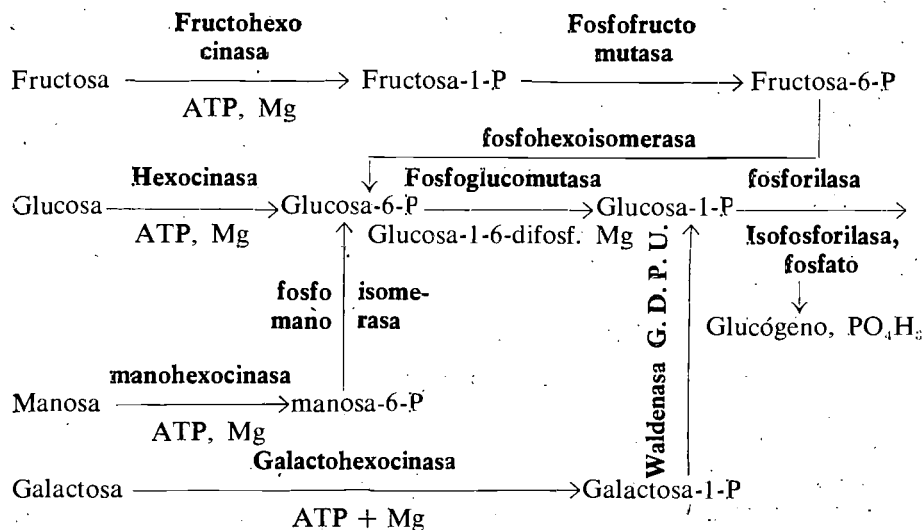 Fructohexo Fosfofructo
cinasa mutasa
Fructosa Fructosa-1-P Fructosa-6-P
ATP, Mg
fosfohexoisomerasa
Hexocinasa Fosfoglucomutasa fosforilasa
Glucosa Glucosa-6-P Glucosa-1-P
ATP, Mg Glucosa-1-6-difosf. Mg Isofosforilasa,
fosfato
fosfo isome-
mano rasa
Glucógeno, PO₄H₃
Waldenasa G. D. P. U.
manohexocinasa
Manosa manosa-6-P
ATP, Mg
Galactohexocinasa
Galactosa Galactosa-1-P
ATP + Mg